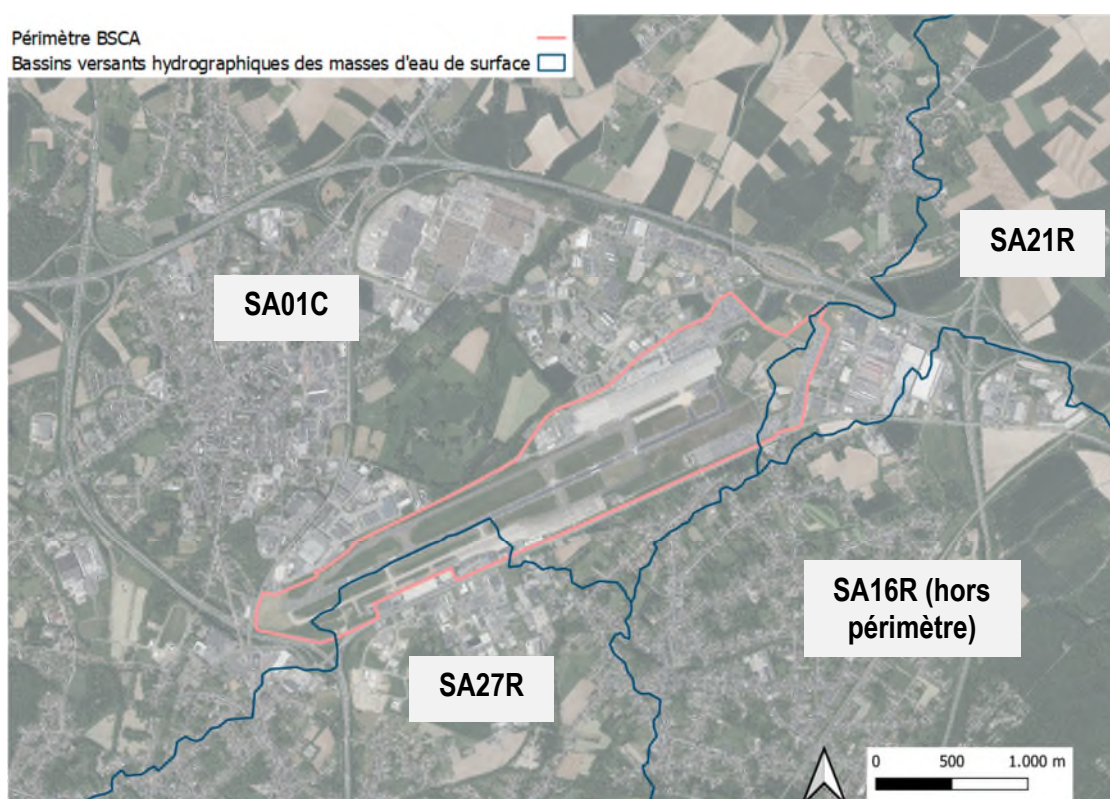 Périmètre BSCA
Bassins versants hydrographiques des masses d'eau de surface
SA21R
SA01C
SA16R (hors
périmètre)
SA27R
0 500 1.000 m